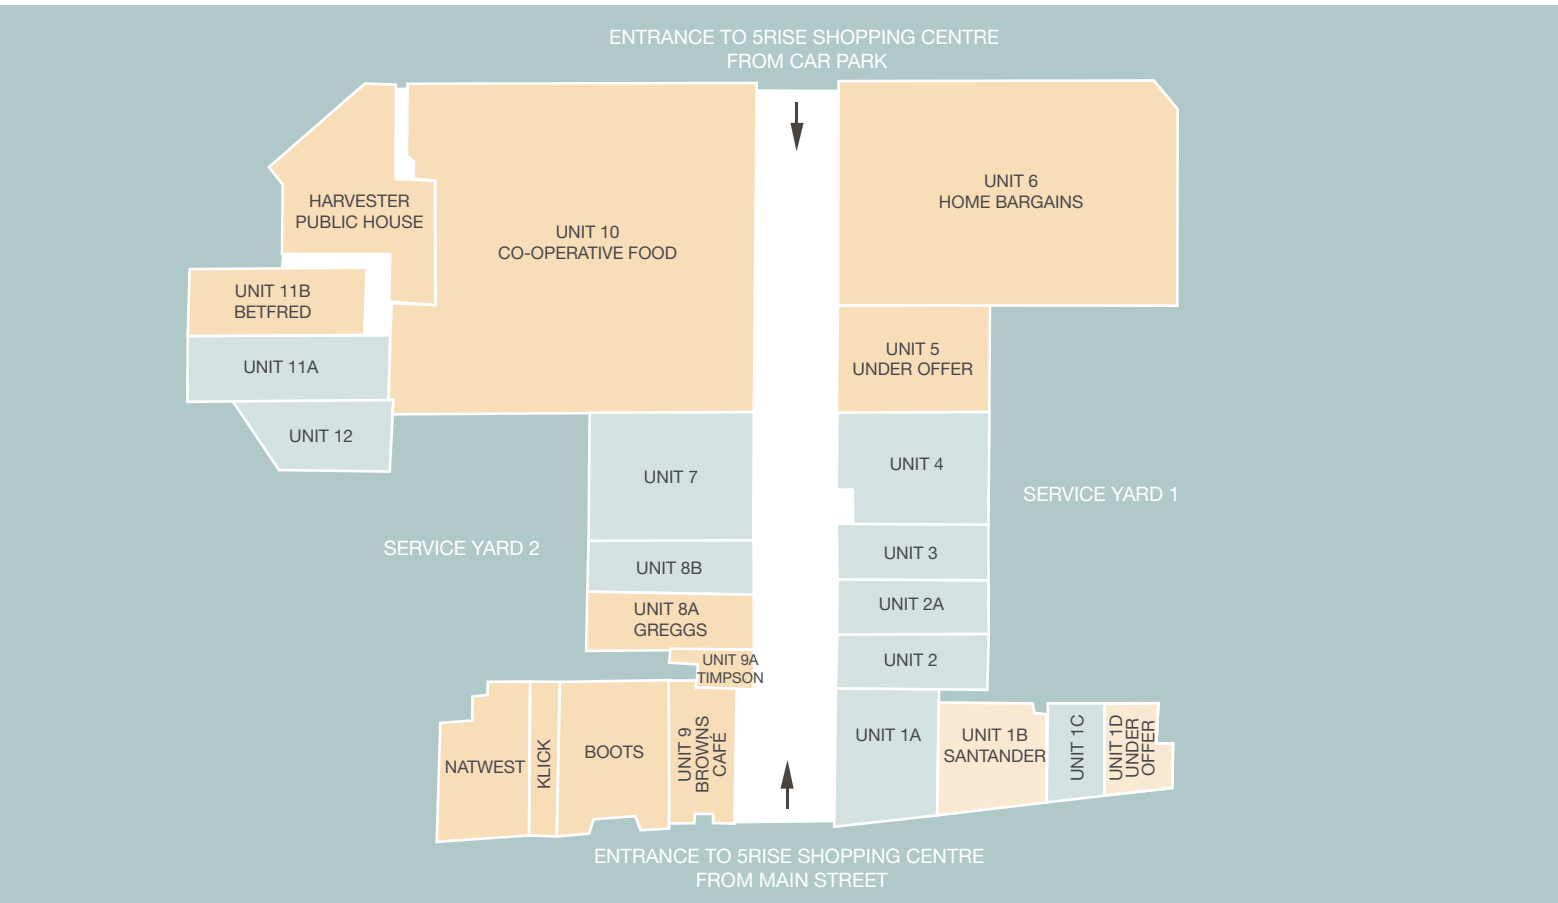 ENTRANCE TO 5RISE SHOPPING CENTRE
FROM CAR PARK
HARVESTER
PUBLIC HOUSE
UNIT 10
CO-OPERATIVE FOOD
UNIT 6
HOME BARGAINS
UNIT 11B
BETFRED
UNIT 11A
UNIT 12
UNIT 5
UNDER OFFER
UNIT 7
UNIT 4
SERVICE YARD 1
SERVICE YARD 2
UNIT 8B
UNIT 3
UNIT 8A
GREGGS
UNIT 2A
UNIT 9A
TIMPSON
UNIT 2
NATWEST
KLICK
BOOTS
UNIT 9
BROWNS
CAFÉ
UNIT 1A
UNIT 1B
SANTANDER
UNIT 1C
UNIT 1D
UNDER
OFFER
ENTRANCE TO 5RISE SHOPPING CENTRE
FROM MAIN STREET